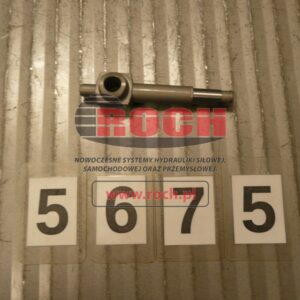 ROCH
NOWOCZESNE SYSTEMY HYDRAULIKI SIŁOWEJ,
SAMOCHODOWEJ ORAZ PRZEMYSŁOWEJ.
www.roch.pl
5 6 7 5